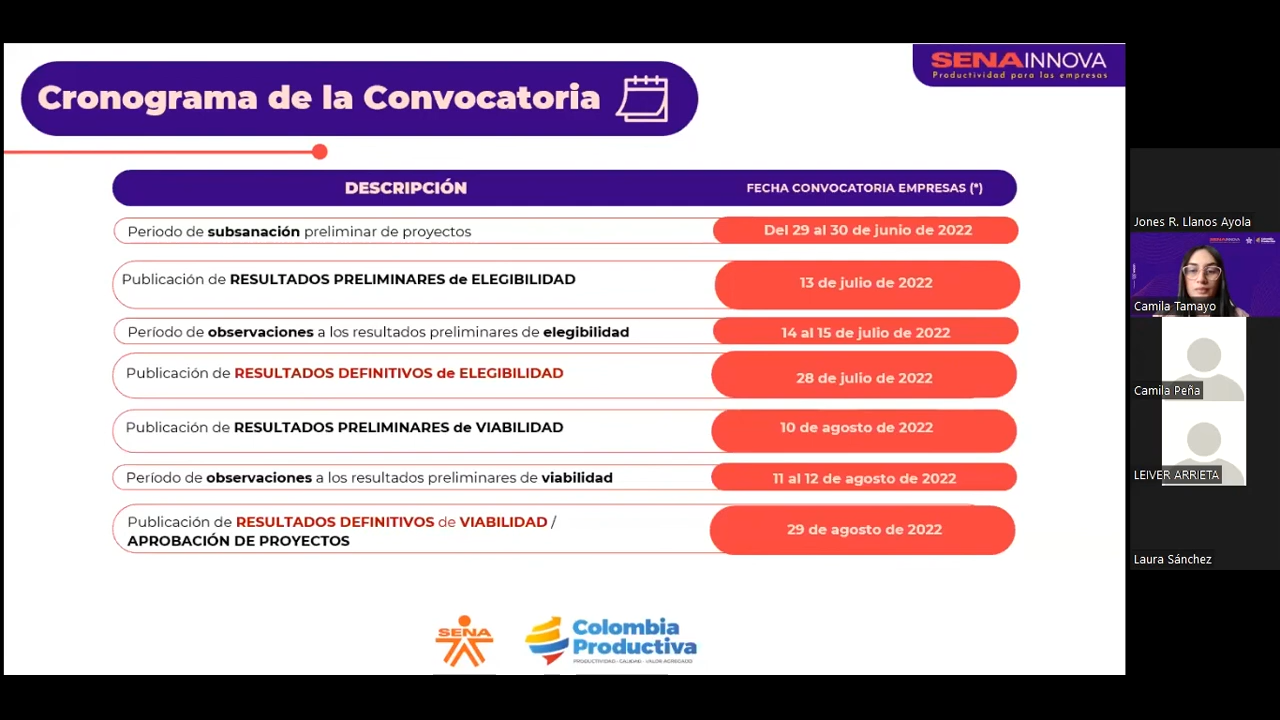 SENAINNOVA
Productividad para las empresas
Cronograma de la Convocatoria
DESCRIPCIÓN
FECHA CONVOCATORIA EMPRESAS (*)
Periodo de subsanación preliminar de proyectos
Del 29 al 30 de junio de 2022
Publicación de RESULTADOS PRELIMINARES de ELEGIBILIDAD
13 de julio de 2022
Período de observaciones a los resultados preliminares de elegibilidad
14 al 15 de julio de 2022
Publicación de RESULTADOS DEFINITIVOS de ELEGIBILIDAD
28 de julio de 2022
Publicación de RESULTADOS PRELIMINARES de VIABILIDAD
10 de agosto de 2022
Período de observaciones a los resultados preliminares de viabilidad
11 al 12 de agosto de 2022
Publicación de RESULTADOS DEFINITIVOS de VIABILIDAD /
APROBACIÓN DE PROYECTOS
29 de agosto de 2022
SENA
Colombia
Productiva
PRODUCTIVIDAD - CALIDAD - VALOR AGREGADO
Jones R. Llanos Ayola
Camila Tamayo
Camila Peña
LEIVER ARRIETA
Laura Sánchez